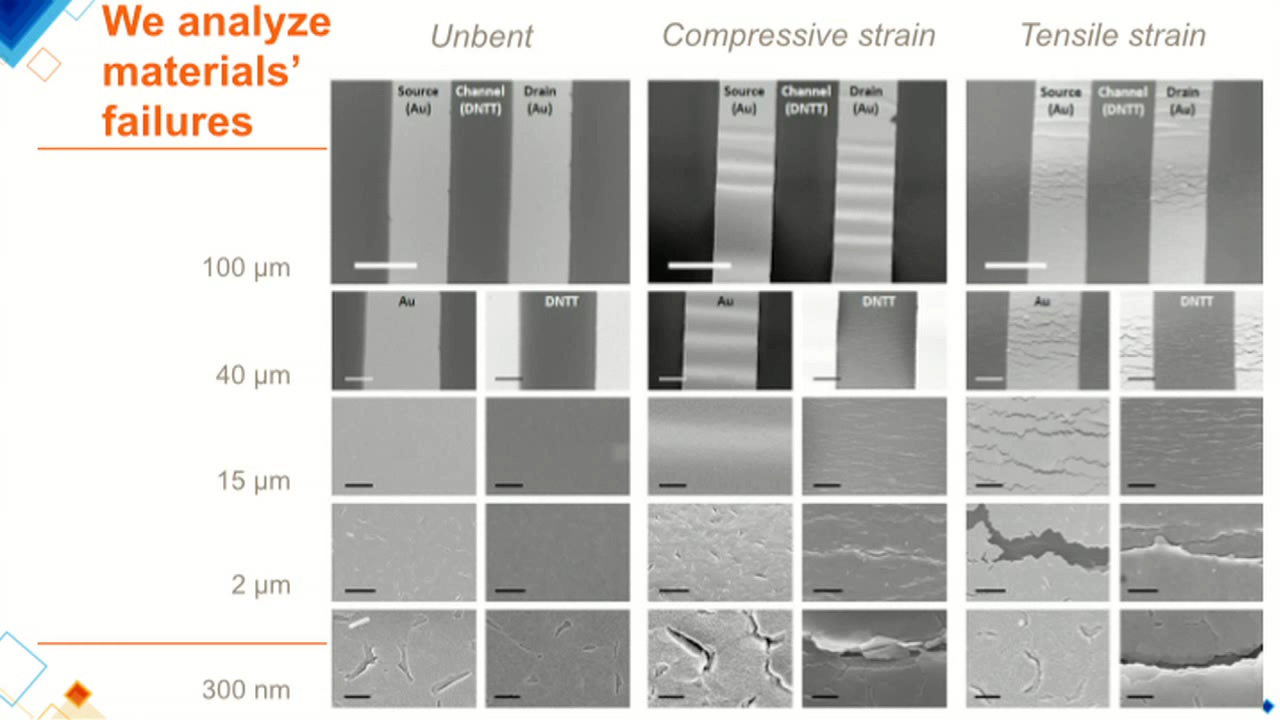 We analyze
materials’
failures
Unbent
Compressive strain
Tensile strain
Source
(Au)
Channel
(DNTT)
Drain
(Au)
Source
(Au)
Channel
(DNTT)
Drain
(Au)
Source
(Au)
Channel
(DNTT)
Drain
(Au)
100 µm
Au
DNTT
Au
DNTT
Au
DNTT
40 µm
15 µm
2 µm
300 nm